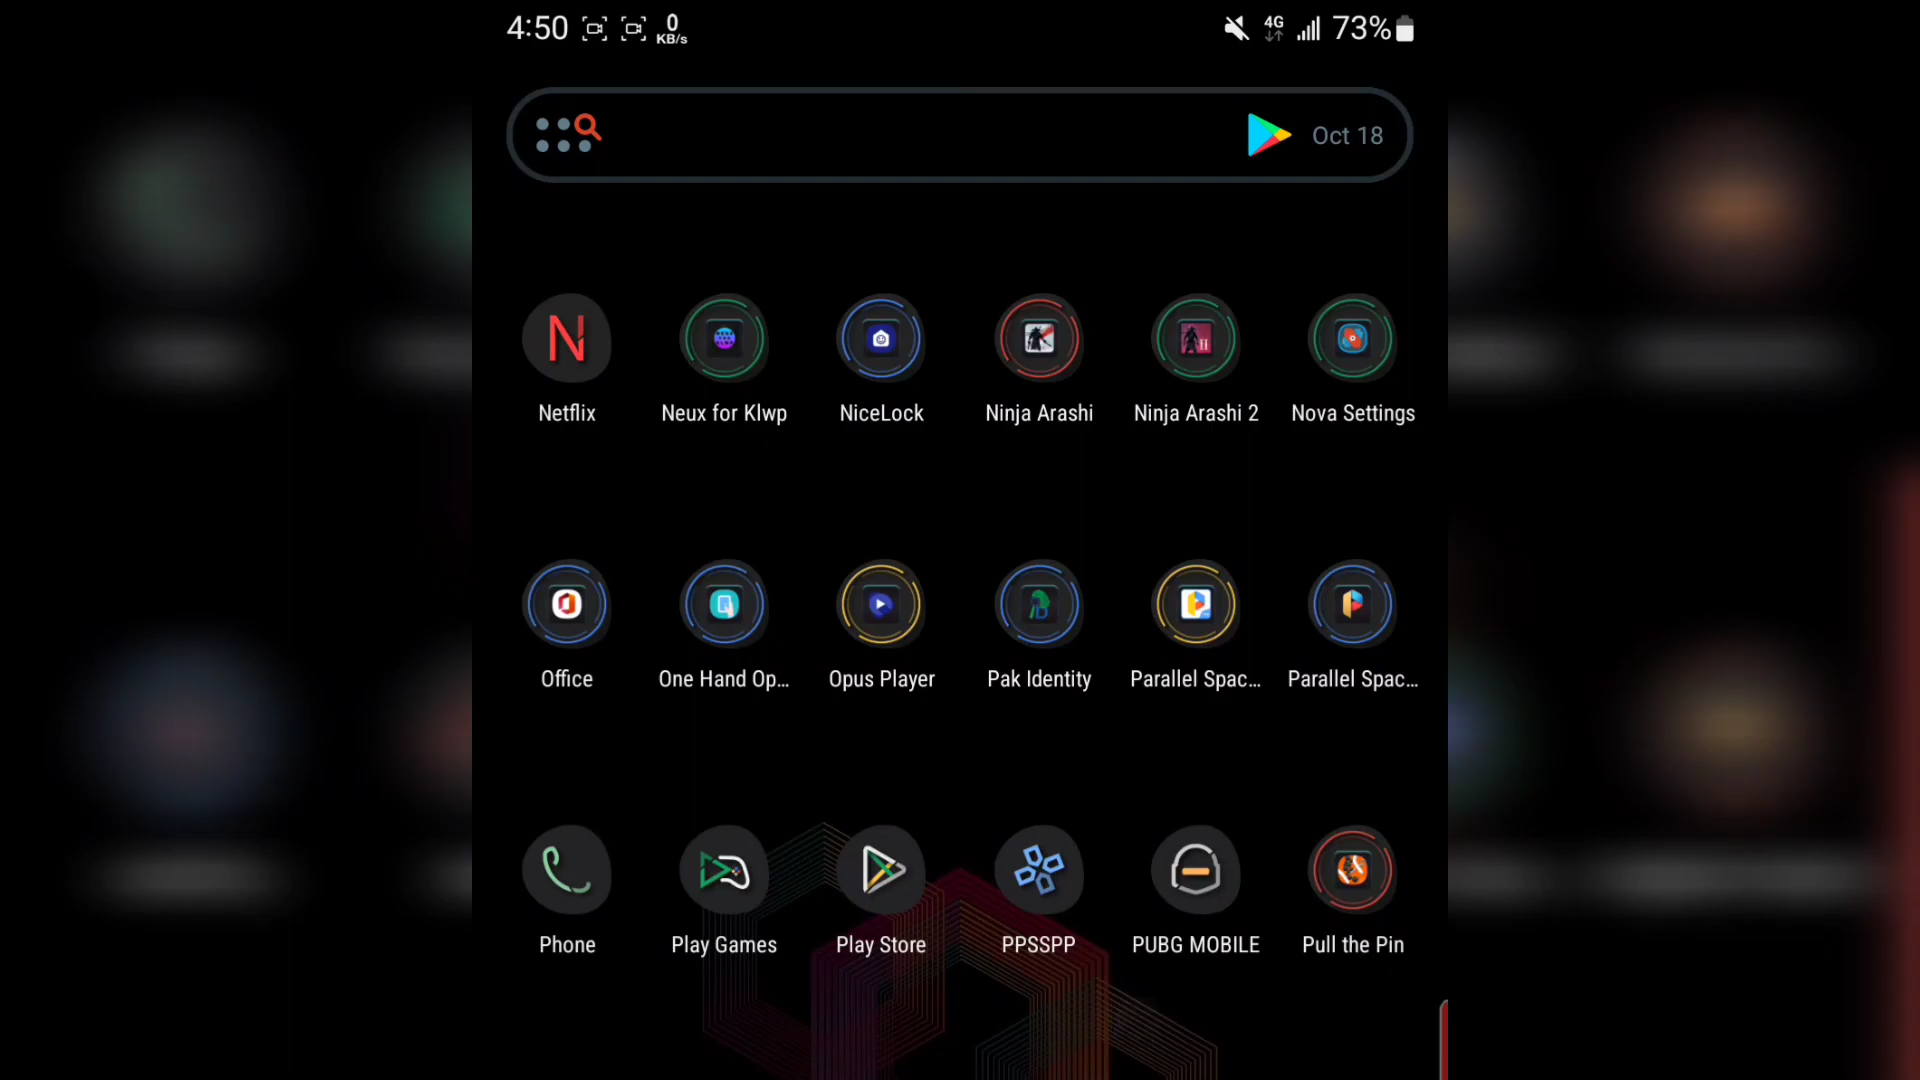 4:50 0 KB/s 4G 73%
Oct 18
Netflix Neux for Klwp NiceLock Ninja Arashi Ninja Arashi 2 Nova Settings
Office One Hand Op... Opus Player Pak Identity Parallel Spac... Parallel Spac...
Phone Play Games Play Store PPSSPP PUBG MOBILE Pull the Pin